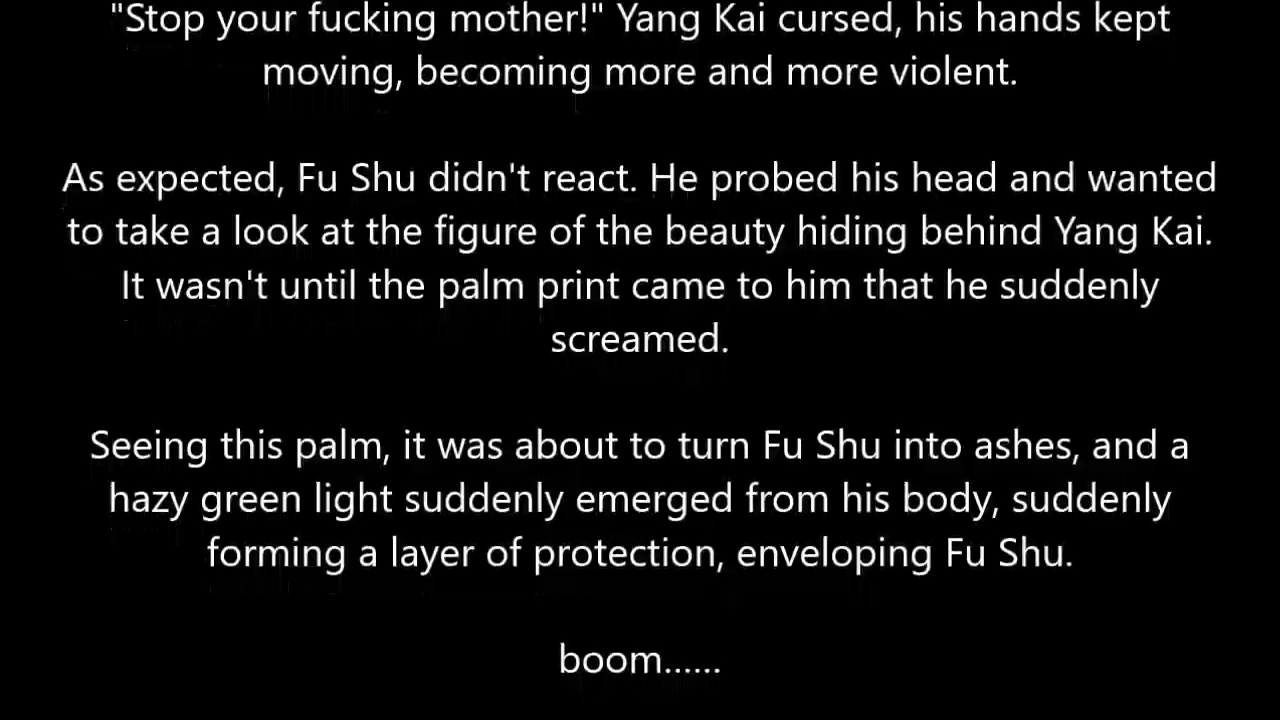 "Stop your fucking mother!" Yang Kai cursed, his hands kept
moving, becoming more and more violent.
As expected, Fu Shu didn't react. He probed his head and wanted
to take a look at the figure of the beauty hiding behind Yang Kai.
It wasn't until the palm print came to him that he suddenly
screamed.
Seeing this palm, it was about to turn Fu Shu into ashes, and a
hazy green light suddenly emerged from his body, suddenly
forming a layer of protection, enveloping Fu Shu.
boom......